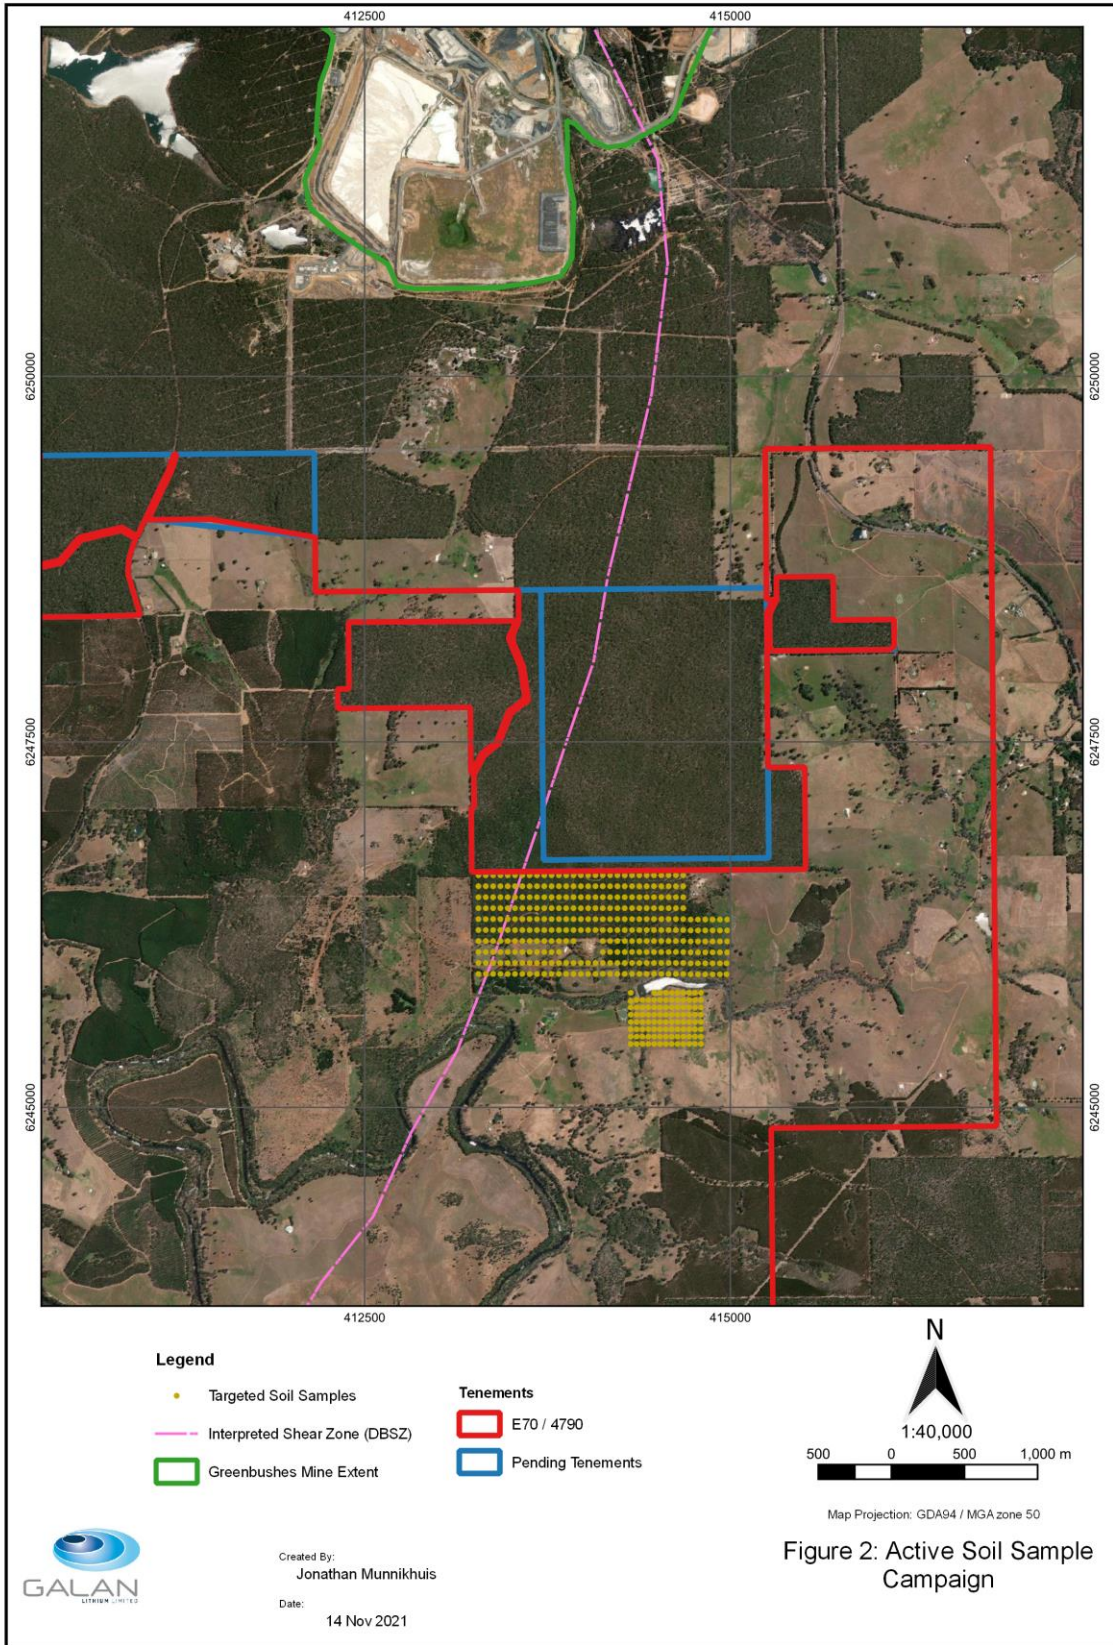 412500
415000
6250000
6250000
6247500
6247500
6245000
6245000
412500
415000
Legend
Targeted Soil Samples
Interpreted Shear Zone (DBSZ)
Greenbushes Mine Extent
Tenements
E70 / 4790
Pending Tenements
N
1:40,000
500 0 500 1,000 m
Map Projection: GDA94 / MGA zone 50
Figure 2: Active Soil Sample
Campaign
GALAN
LITHIUM LIMITED
Created By:
Jonathan Munnikhuis
Date:
14 Nov 2021